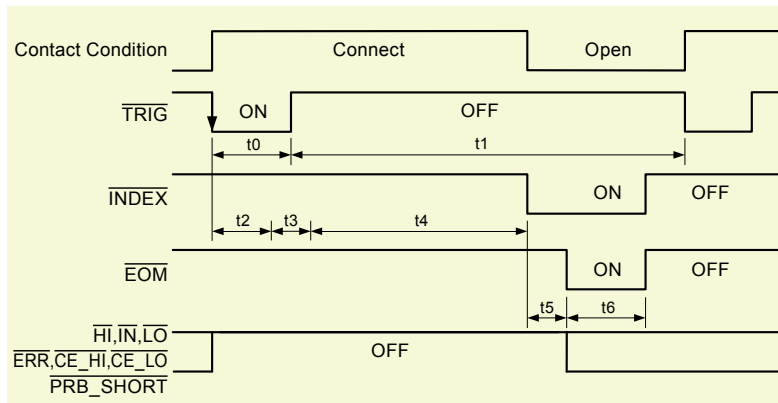 Contact Condition Connect Open
TRIG ON OFF
t0 t1
INDEX ON OFF
t2 t3 t4
EOM ON OFF
t5 t6
HI,IN,LO
ERR,CE_HI,CE_LO OFF
PRB_SHORT